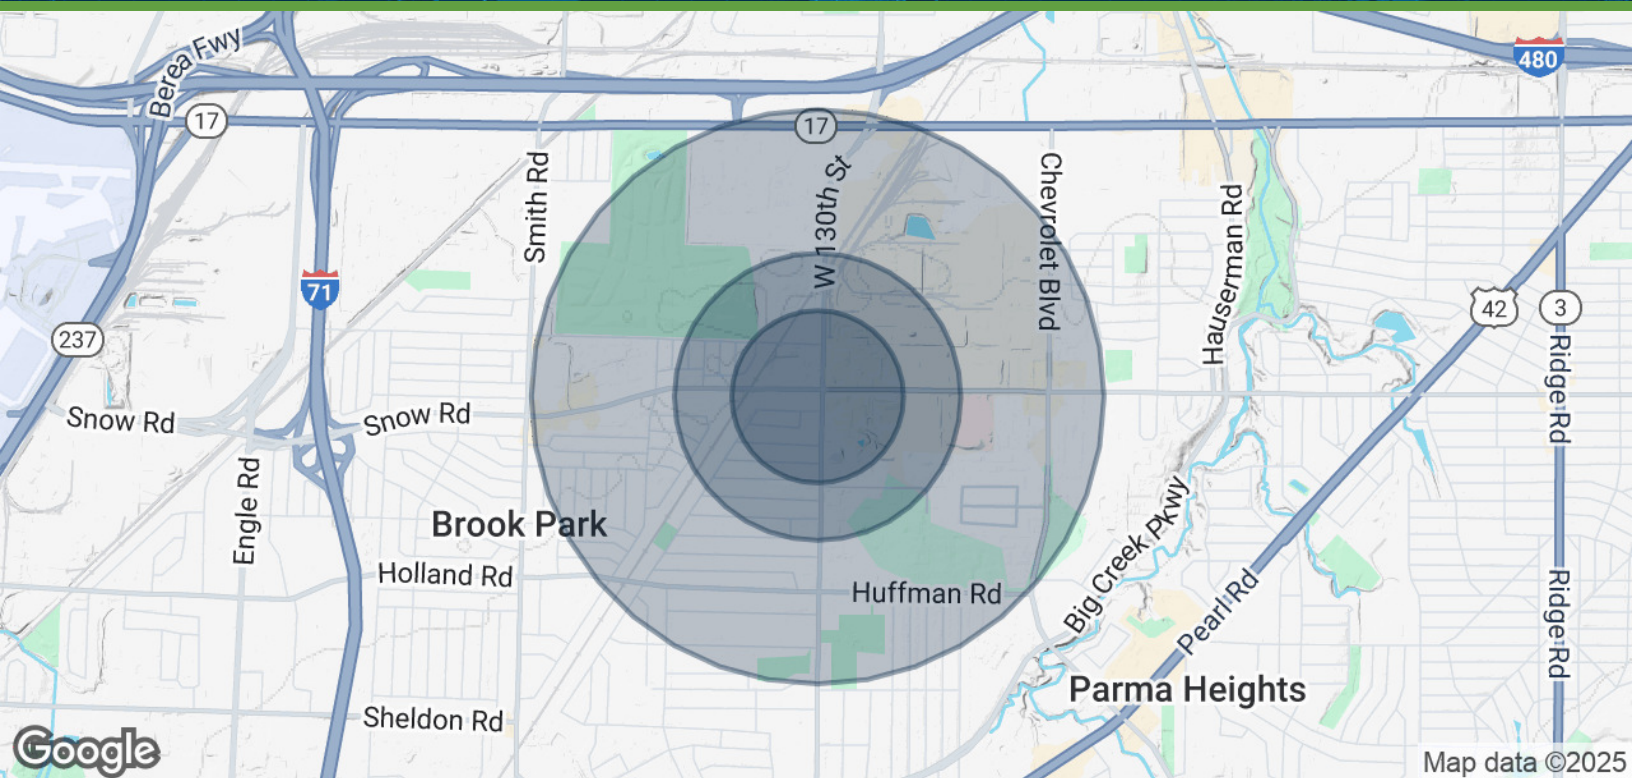 Berea Fwy
480
17
17
W 130th St
Smith Rd
Chevrolet Blvd
Hauserman Rd
71
42
3
237
Ridge Rd
Snow Rd
Snow Rd
Engle Rd
Brook Park
Big Creek Pkwy
Holland Rd
Huffman Rd
Pearl Rd
Ridge Rd
Parma Heights
Sheldon Rd
Google
Map data ©2025